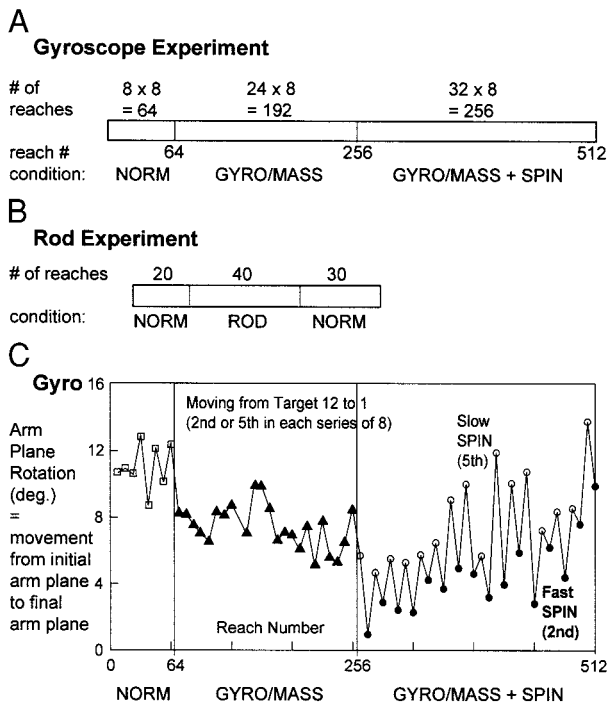 A
Gyroscope Experiment
# of reaches
8 x 8 = 64
24 x 8 = 192
32 x 8 = 256
reach #
64
256
512
condition:
NORM
GYRO/MASS
GYRO/MASS + SPIN
B
Rod Experiment
# of reaches
20
40
30
condition:
NORM
ROD
NORM
C
Gyro
16
12
8
4
0
Arm
Plane
Rotation
(deg.)
=
movement
from initial
arm plane
to final
arm plane
Moving from Target 12 to 1
(2nd or 5th in each series of 8)
Slow
SPIN
(5th)
Fast
SPIN
(2nd)
Reach Number
0
64
256
512
NORM
GYRO/MASS
GYRO/MASS + SPIN